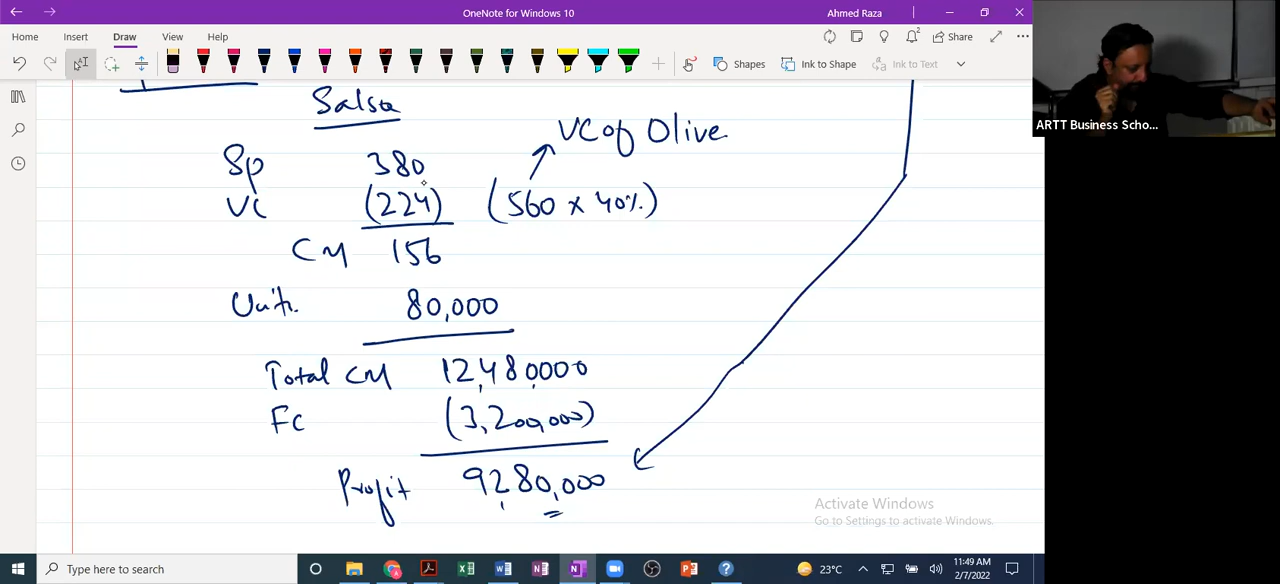 OneNote for Windows 10
Ahmed Raza
Home Insert Draw View Help
Share
Shapes
Ink to Shape
Ink to Text
ARTT Business Scho...
Salsa
VC of Olive
Sp 380
VC (224) (560 x 40%)
CM 156
Units 80,000
Total CM 12,480,000
FC (3,200,000)
Profit 9,280,000
Activate Windows
Go to Settings to activate Windows.
Type here to search
23°C
11:49 AM
2/7/2022